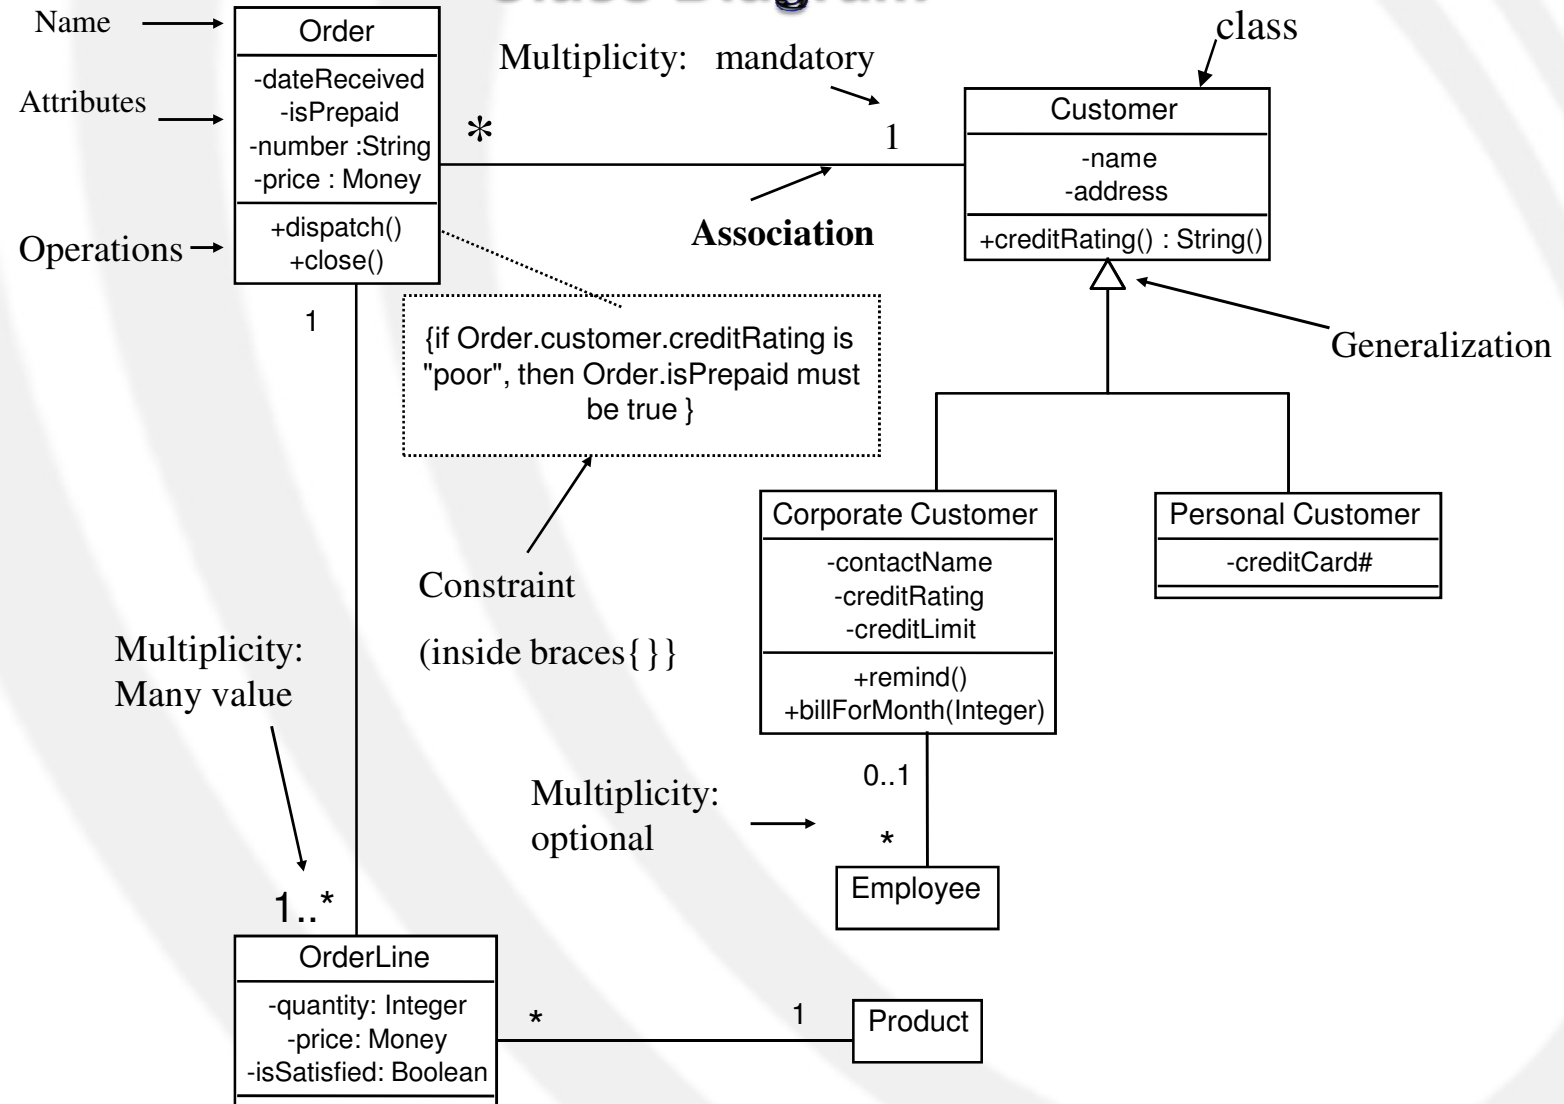 Class Diagram
Name
Order
-dateReceived
-isPrepaid
-number :String
-price : Money
+dispatch()
+close()
Attributes
Operations
Multiplicity: mandatory
class
*
1
Association
Customer
-name
-address
+creditRating() : String()
Generalization
1
{if Order.customer.creditRating is
"poor", then Order.isPrepaid must
be true }
Constraint
(inside braces{}}
Corporate Customer
-contactName
-creditRating
-creditLimit
+remind()
+billForMonth(Integer)
Personal Customer
-creditCard#
Multiplicity:
Many value
1..*
Multiplicity:
optional
0..1
*
Employee
OrderLine
-quantity: Integer
-price: Money
-isSatisfied: Boolean
*
1
Product